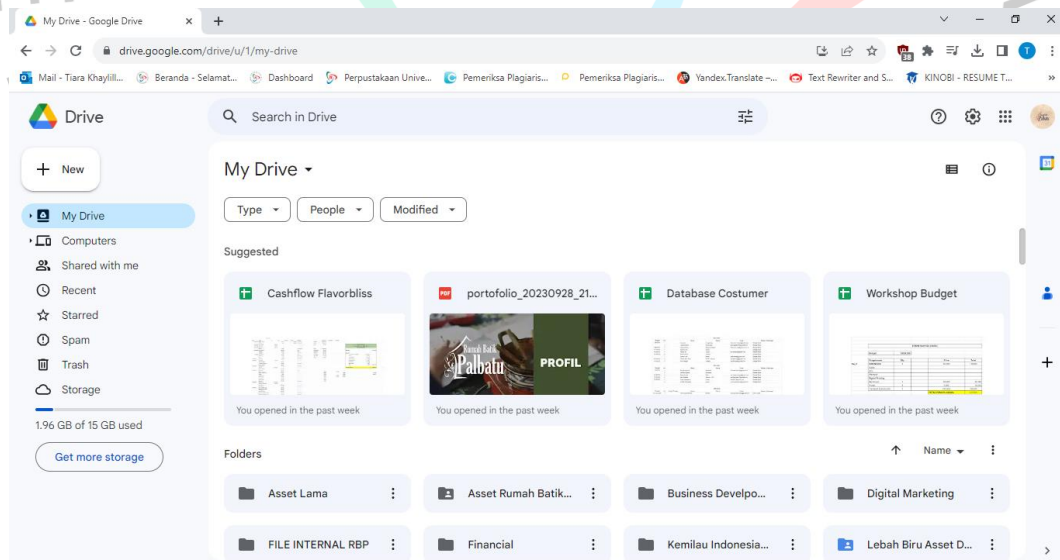 My Drive - Google Drive
drive.google.com/drive/u/1/my-drive
38
T
Mail - Tiara Khaylill...
Beranda - Selamat...
Dashboard
Perpustakaan Unive...
Pemeriksa Plagiaris...
Pemeriksa Plagiaris...
Yandex.Translate –...
Text Rewriter and S...
KINOBI - RESUME T...
Drive
Search in Drive
New
My Drive
Computers
Shared with me
Recent
Starred
Spam
Trash
Storage
1.96 GB of 15 GB used
Get more storage
My Drive
Type
People
Modified
Suggested
Cashflow Flavorbliss
PDF portofolio_20230928_21...
Database Costumer
Workshop Budget
Rumah Batik
Palbatu
PROFIL
You opened in the past week
You opened in the past week
You opened in the past week
You opened in the past week
Folders
Name
Asset Lama
Asset Rumah Batik...
Business Develpo...
Digital Marketing
FILE INTERNAL RBP
Financial
Kemilau Indonesia...
Lebah Biru Asset D...
31